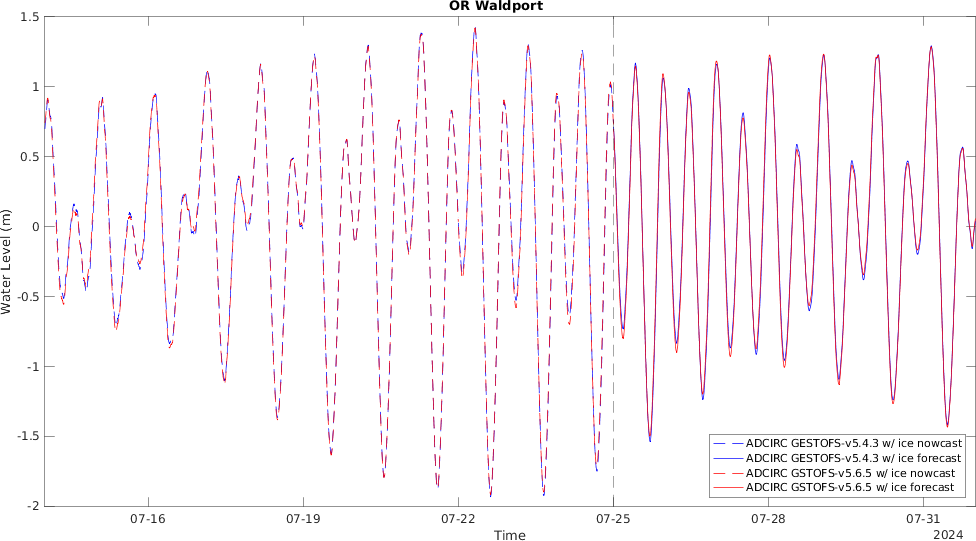 OR Waldport
1.5
1
0.5
0
-0.5
-1
-1.5
-2
Water Level (m)
07-16
07-19
07-22
07-25
07-28
07-31
Time
2024
ADCIRC GESTOFS-v5.4.3 w/ ice nowcast
ADCIRC GESTOFS-v5.4.3 w/ ice forecast
ADCIRC GSTOFS-v5.6.5 w/ ice nowcast
ADCIRC GSTOFS-v5.6.5 w/ ice forecast